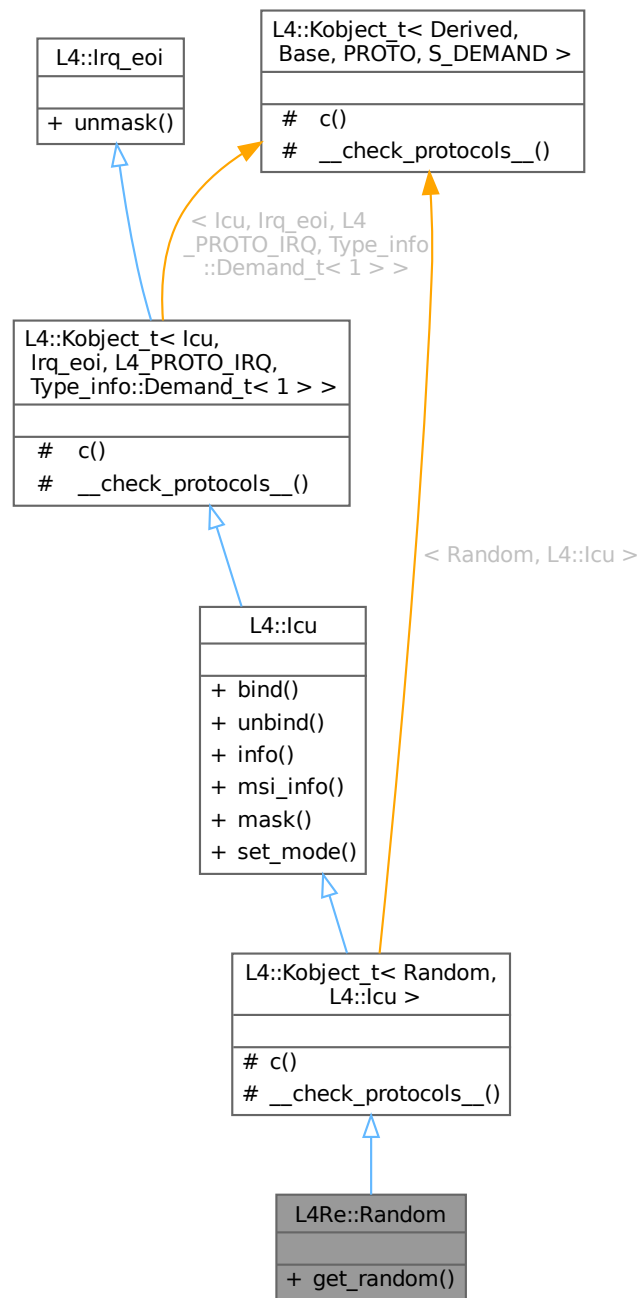 L4::Irq_eoi
+ unmask()
L4::Kobject_t< Derived,
Base, PROTO, S_DEMAND >
# c()
# __check_protocols__()
< Icu, Irq_eoi, L4
_PROTO_IRQ, Type_info
::Demand_t< 1 > >
L4::Kobject_t< Icu,
Irq_eoi, L4_PROTO_IRQ,
Type_info::Demand_t< 1 > >
# c()
# __check_protocols__()
< Random, L4::Icu >
L4::Icu
+ bind()
+ unbind()
+ info()
+ msi_info()
+ mask()
+ set_mode()
L4::Kobject_t< Random,
L4::Icu >
# c()
# __check_protocols__()
L4Re::Random
+ get_random()